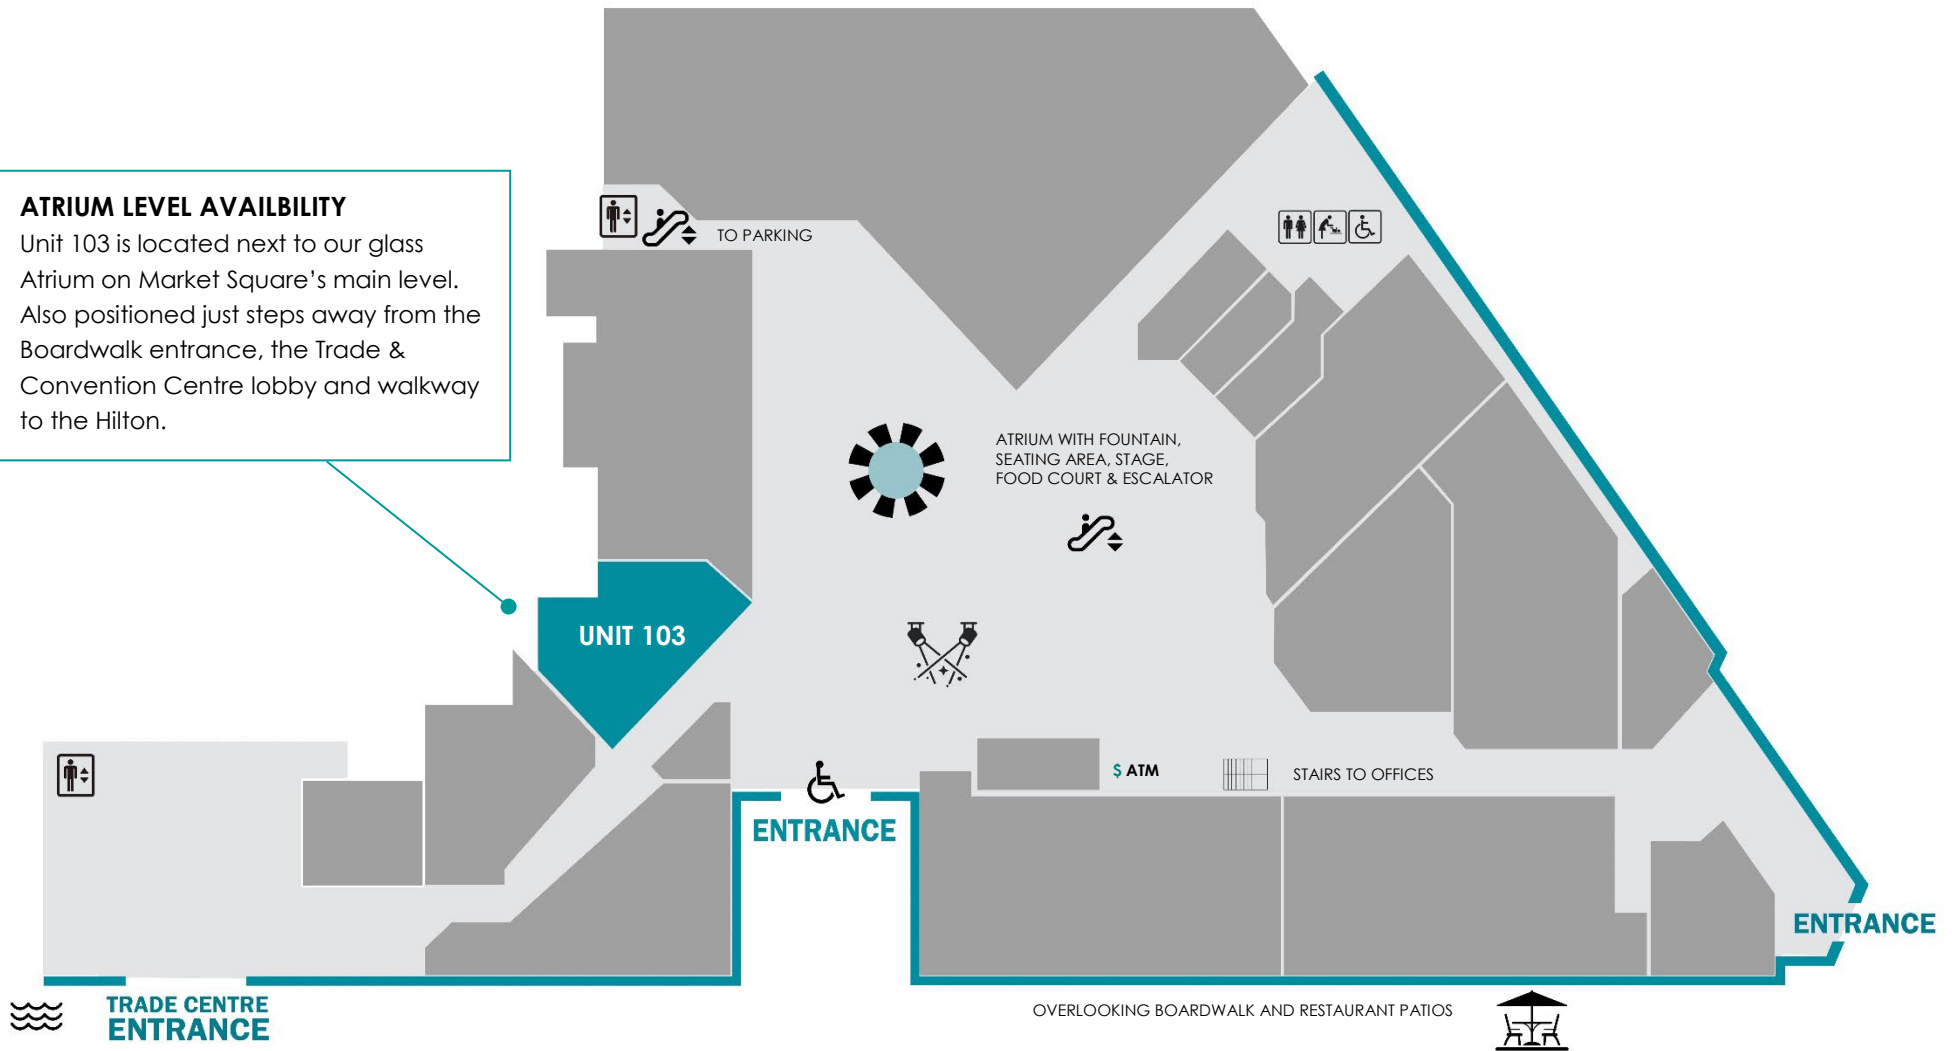 ATRIUM LEVEL AVAILBILITY
Unit 103 is located next to our glass
Atrium on Market Square’s main level.
Also positioned just steps away from the
Boardwalk entrance, the Trade &
Convention Centre lobby and walkway
to the Hilton.
TO PARKING
ATRIUM WITH FOUNTAIN,
SEATING AREA, STAGE,
FOOD COURT & ESCALATOR
UNIT 103
$ ATM
STAIRS TO OFFICES
ENTRANCE
ENTRANCE
TRADE CENTRE
ENTRANCE
OVERLOOKING BOARDWALK AND RESTAURANT PATIOS